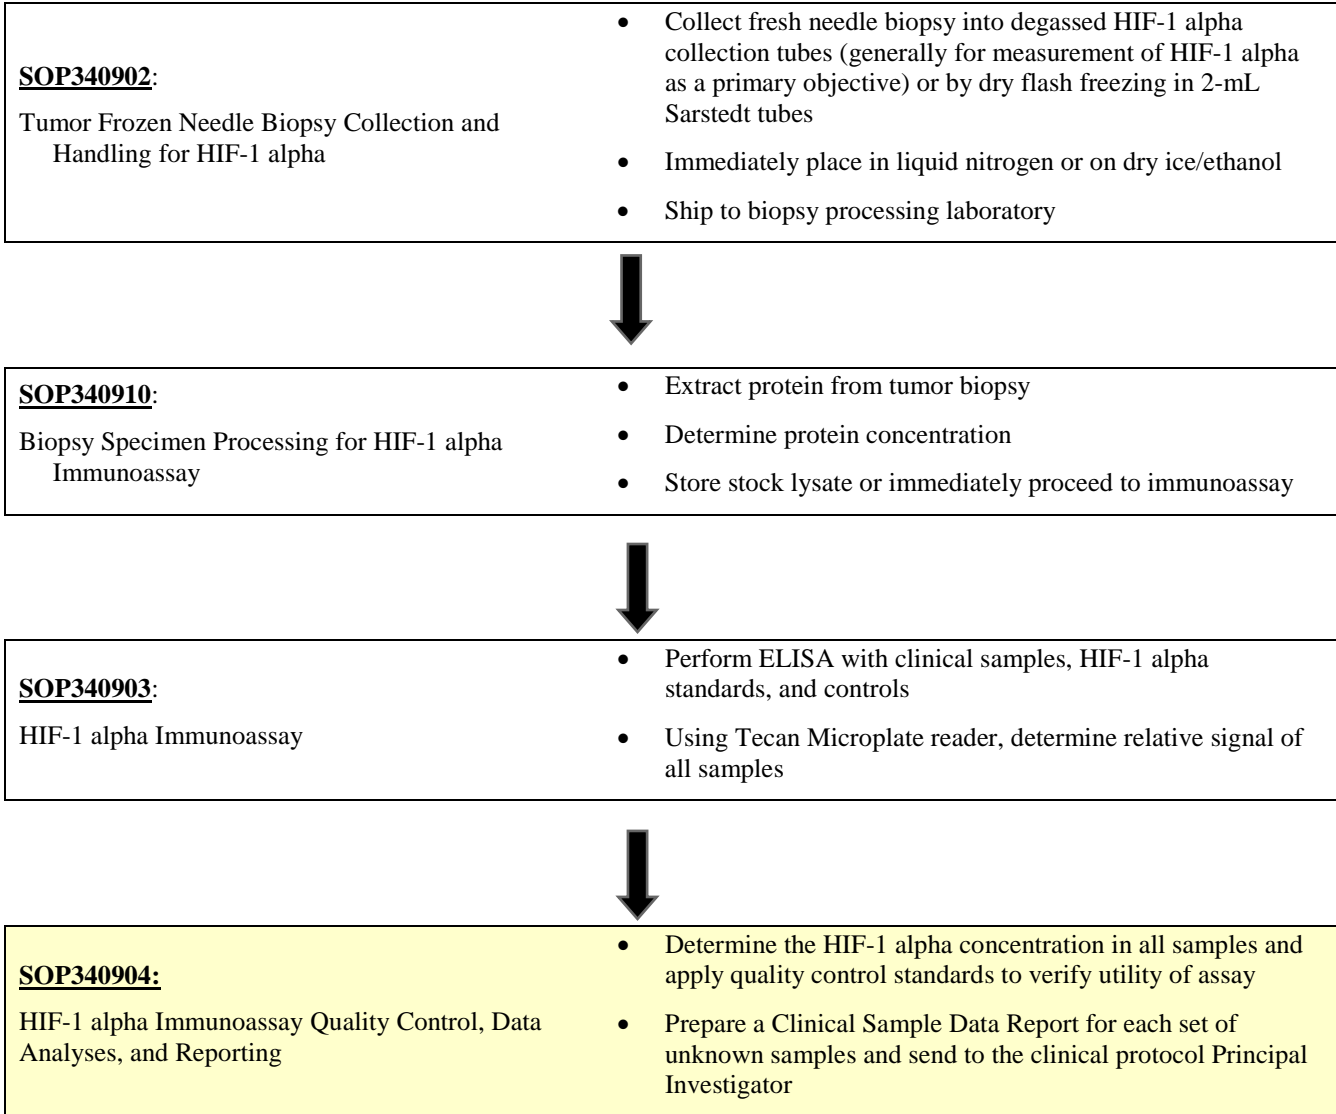 SOP340902:
Tumor Frozen Needle Biopsy Collection and
Handling for HIF-1 alpha
• Collect fresh needle biopsy into degassed HIF-1 alpha
collection tubes (generally for measurement of HIF-1 alpha
as a primary objective) or by dry flash freezing in 2-mL
Sarstedt tubes
• Immediately place in liquid nitrogen or on dry ice/ethanol
• Ship to biopsy processing laboratory
SOP340910:
Biopsy Specimen Processing for HIF-1 alpha
Immunoassay
• Extract protein from tumor biopsy
• Determine protein concentration
• Store stock lysate or immediately proceed to immunoassay
SOP340903:
HIF-1 alpha Immunoassay
• Perform ELISA with clinical samples, HIF-1 alpha
standards, and controls
• Using Tecan Microplate reader, determine relative signal of
all samples
SOP340904:
HIF-1 alpha Immunoassay Quality Control, Data
Analyses, and Reporting
• Determine the HIF-1 alpha concentration in all samples and
apply quality control standards to verify utility of assay
• Prepare a Clinical Sample Data Report for each set of
unknown samples and send to the clinical protocol Principal
Investigator